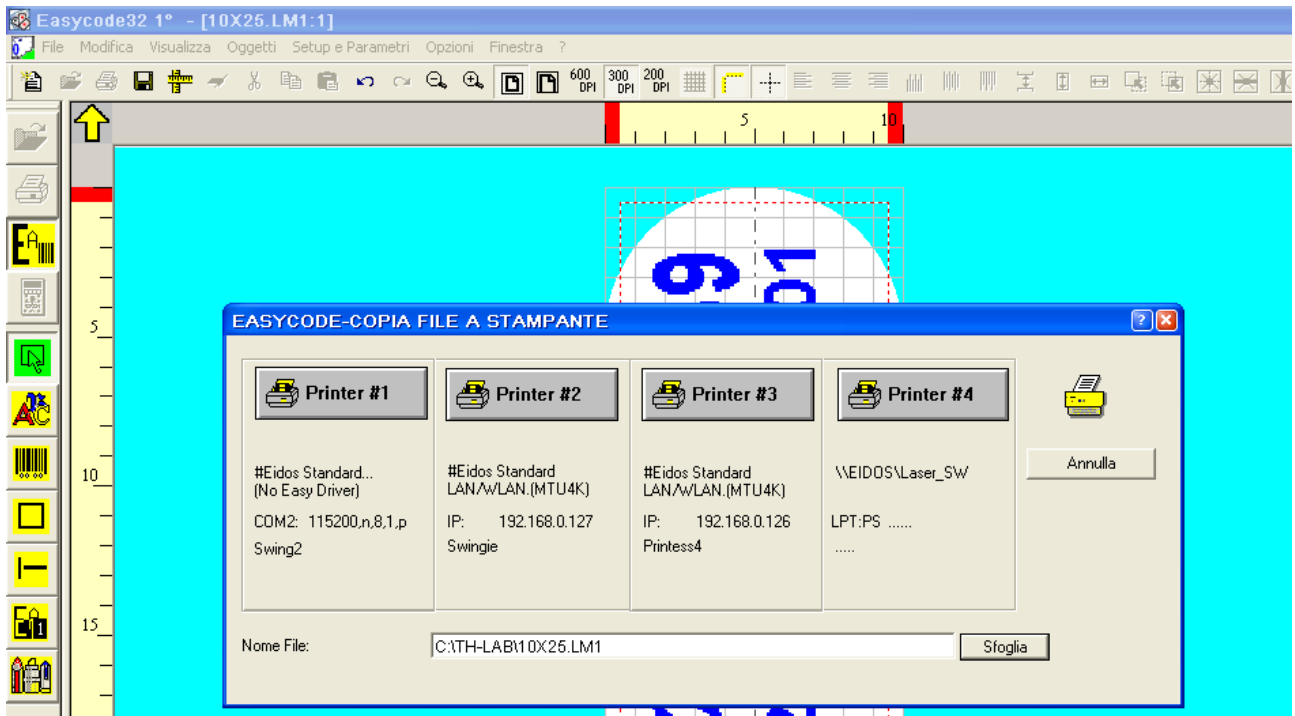 Easycode32 1° - [10X25.LM1:1]
File Modifica Visualizza Oggetti Setup e Parametri Opzioni Finestra ?
600 DPI 300 DPI 200 DPI
5 10
EASYCODE-COPIA FILE A STAMPANTE
Printer #1 Printer #2 Printer #3 Printer #4
#Eidos Standard...
(No Easy Driver)
COM2: 115200,n,8,1,p
Swing2
#Eidos Standard
LAN/WLAN.(MTU4K)
IP: 192.168.0.127
Swingie
#Eidos Standard
LAN/WLAN.(MTU4K)
IP: 192.168.0.126
Printess4
\\EIDOS\Laser_SW
LPT:PS ......
.....
Annulla
Nome File: C:\TH-LAB\10X25.LM1 Sfoglia
5
10
15